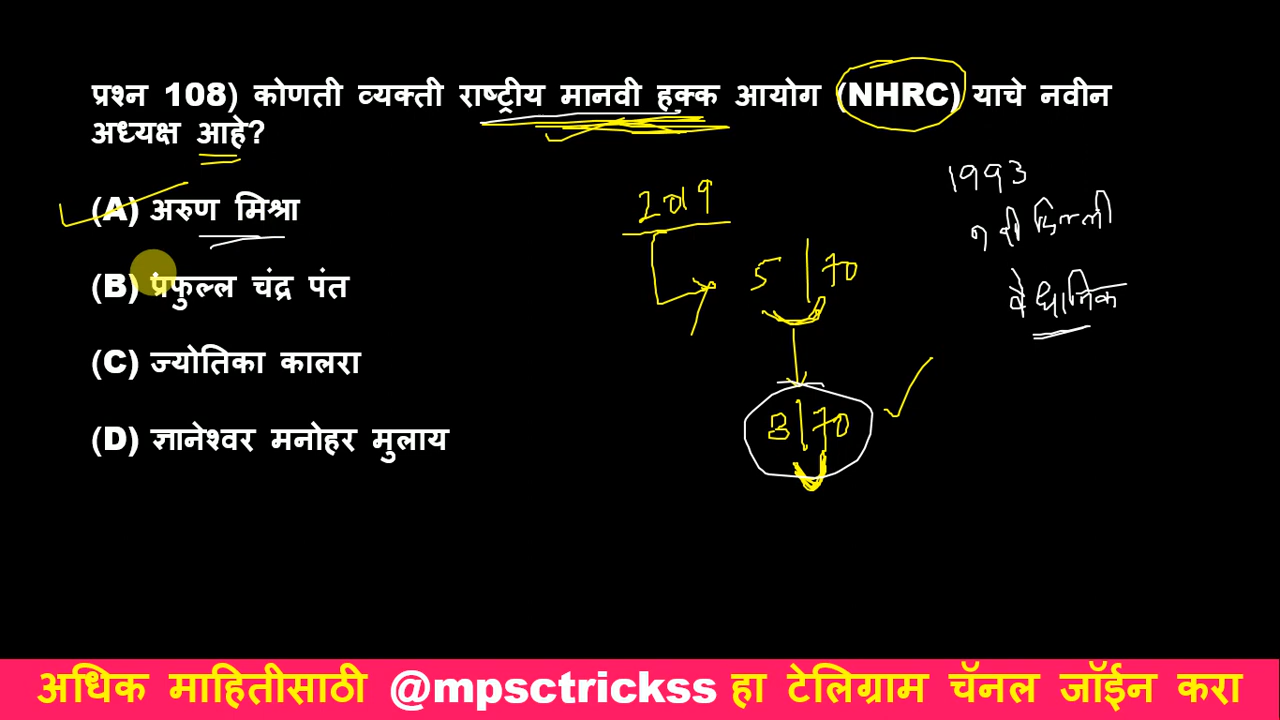 प्रश्न 108) कोणती व्यक्ती राष्ट्रीय मानवी हक्क आयोग (NHRC) याचे नवीन
अध्यक्ष आहे?
(A) अरुण मिश्रा
(B) प्रफुल्ल चंद्र पंत
(C) ज्योतिका कालरा
(D) ज्ञानेश्वर मनोहर मुलाय
2019
5|70
3|70
1993
दिल्ली
वैधानिक
अधिक माहितीसाठी @mpsctrickss हा टेलिग्राम चॅनल जॉईन करा